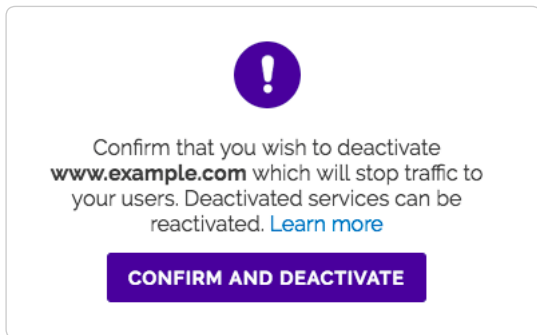 !
Confirm that you wish to deactivate
www.example.com which will stop traffic to
your users. Deactivated services can be
reactivated. Learn more
CONFIRM AND DEACTIVATE